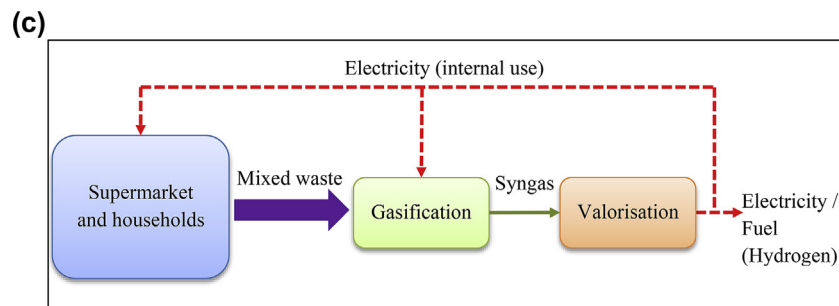 (c)
Electricity (internal use)
Supermarket
and households
Mixed waste
Gasification
Syngas
Valorisation
Electricity /
Fuel
(Hydrogen)